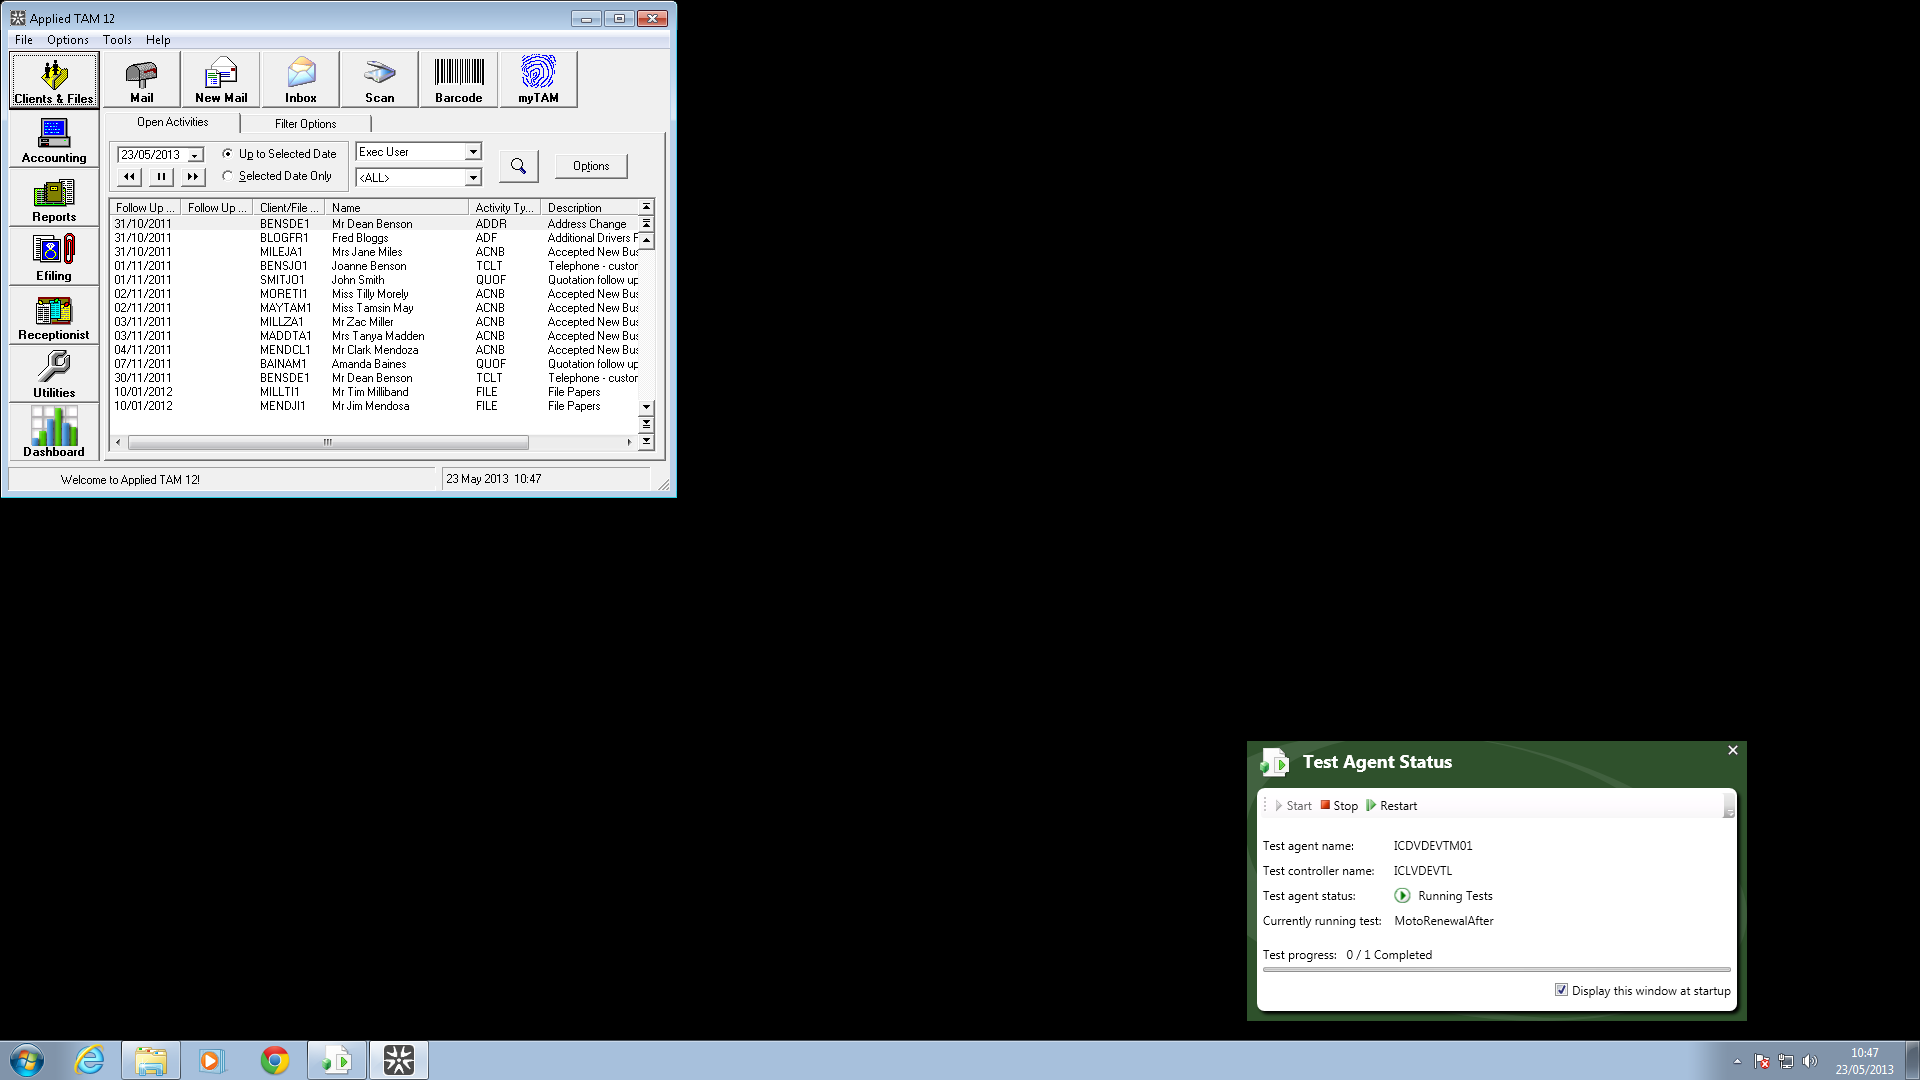 Applied TAM 12
File Options Tools Help
Clients & Files
Mail
New Mail
Inbox
Scan
Barcode
myTAM
Accounting
Reports
Efiling
Receptionist
Utilities
Dashboard
Open Activities
Filter Options
23/05/2013
Up to Selected Date
Selected Date Only
Exec User
<ALL>
Options
Follow Up ... Follow Up ... Client/File ... Name Activity Ty... Description
31/10/2011 BENSDE1 Mr Dean Benson ADDR Address Change
31/10/2011 BLOGFR1 Fred Bloggs ADF Additional Drivers F
31/10/2011 MILEJA1 Mrs Jane Miles ACNB Accepted New Bus
01/11/2011 BENSJO1 Joanne Benson TCLT Telephone - custor
01/11/2011 SMITJO1 John Smith QUOF Quotation follow up
02/11/2011 MORETI1 Miss Tilly Morely ACNB Accepted New Bus
02/11/2011 MAYTAM1 Miss Tamsin May ACNB Accepted New Bus
03/11/2011 MILLZA1 Mr Zac Miller ACNB Accepted New Bus
03/11/2011 MADDTA1 Mrs Tanya Madden ACNB Accepted New Bus
04/11/2011 MENDCL1 Mr Clark Mendoza ACNB Accepted New Bus
07/11/2011 BAINAM1 Amanda Baines QUOF Quotation follow up
30/11/2011 BENSDE1 Mr Dean Benson TCLT Telephone - custor
10/01/2012 MILLTI1 Mr Tim Milliband FILE File Papers
10/01/2012 MENDJI1 Mr Jim Mendosa FILE File Papers
Welcome to Applied TAM 12!
23 May 2013 10:47
Test Agent Status
Start Stop Restart
Test agent name: ICDVDEVTM01
Test controller name: ICLVDEVTL
Test agent status: Running Tests
Currently running test: MotoRenewalAfter
Test progress: 0 / 1 Completed
Display this window at startup
10:47
23/05/2013